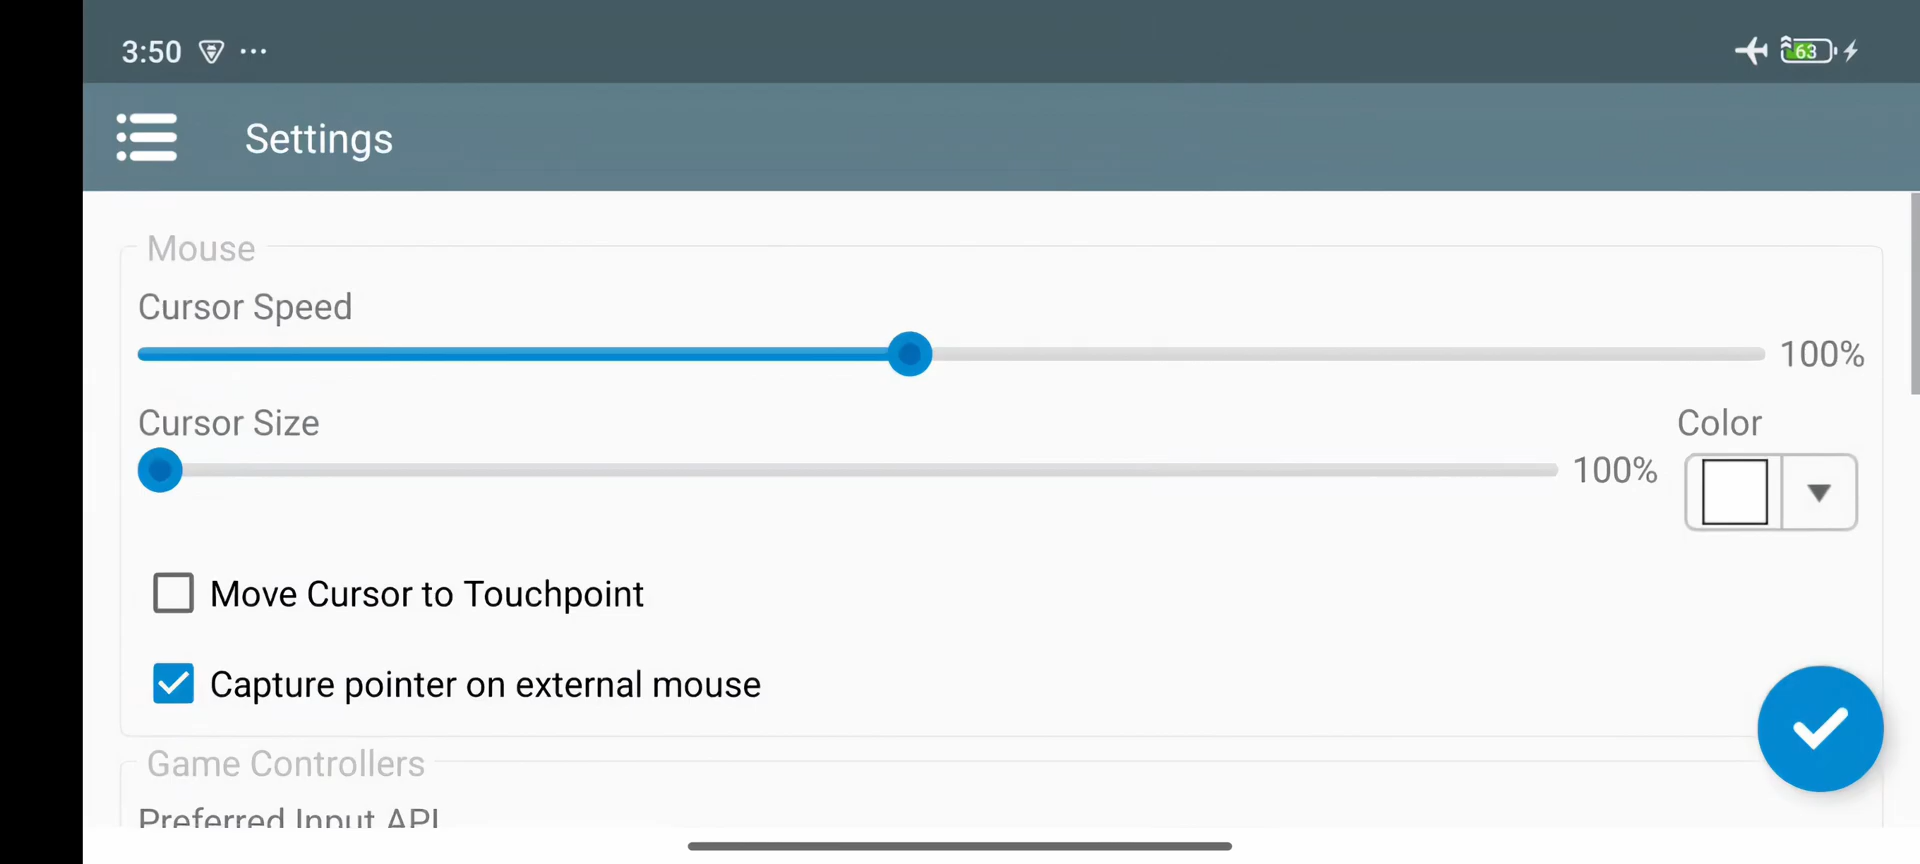 3:50 ...
63
Settings
Mouse
Cursor Speed
100%
Cursor Size
Color
100%
Move Cursor to Touchpoint
Capture pointer on external mouse
Game Controllers
Preferred Input API